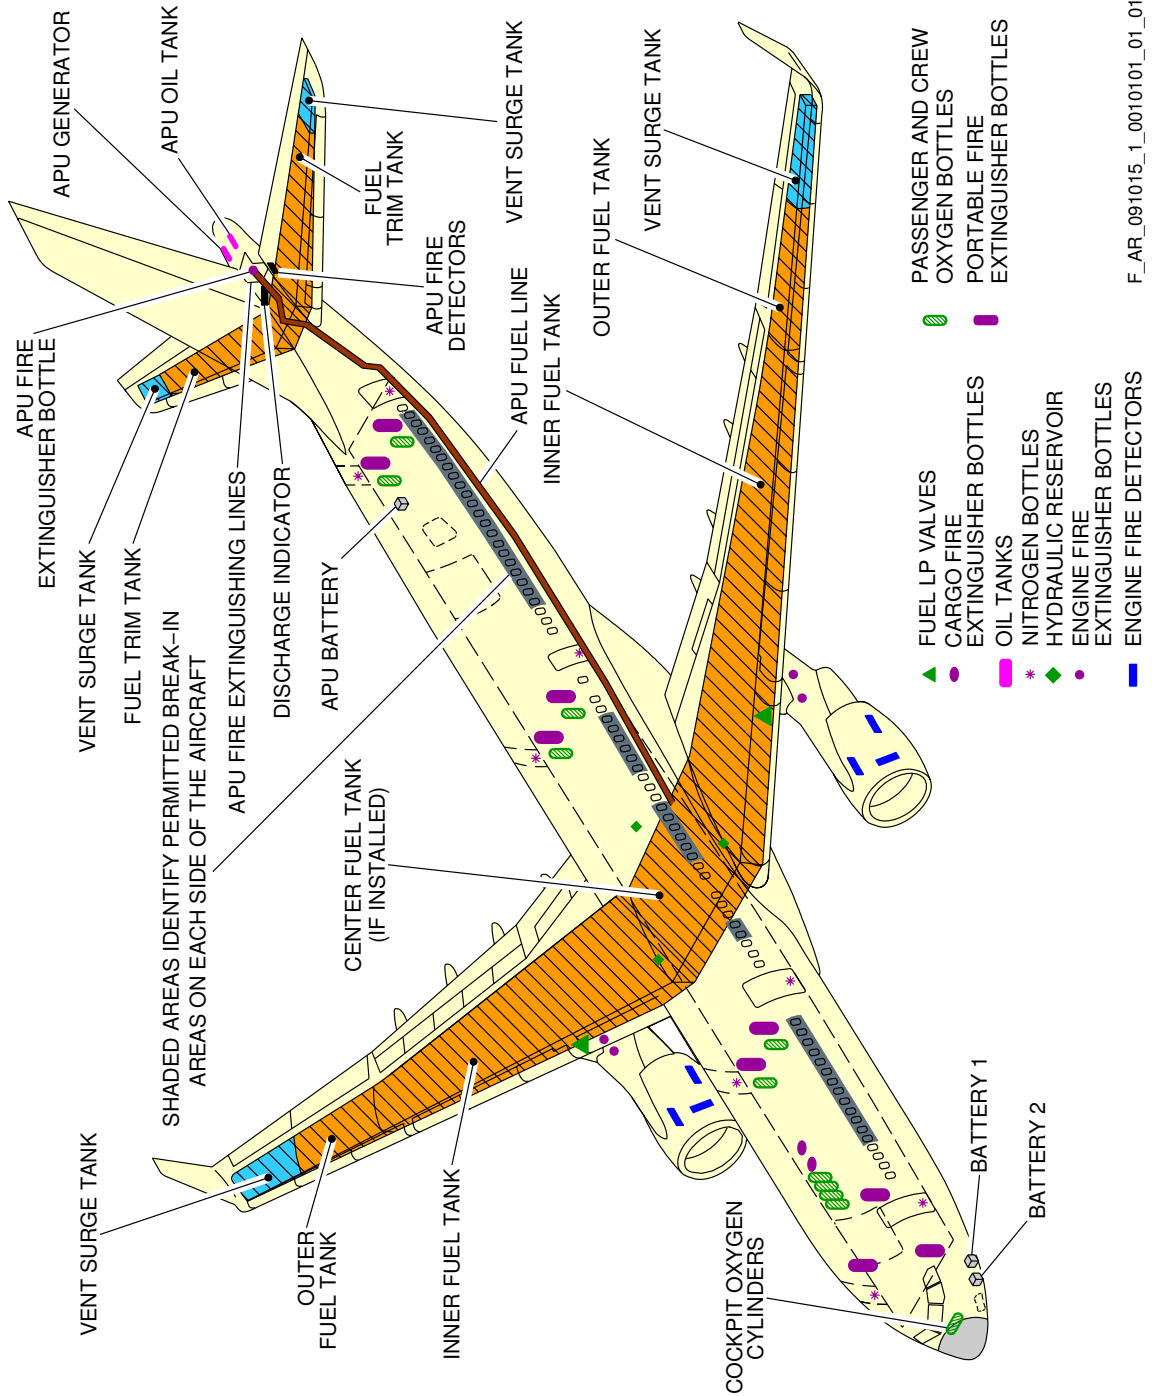 APU GENERATOR
APU OIL TANK
VENT SURGE TANK
FUEL
TRIM TANK
APU FIRE
DETECTORS
VENT SURGE TANK
OUTER FUEL TANK
APU FUEL LINE
INNER FUEL TANK
APU FIRE
EXTINGUISHER BOTTLE
VENT SURGE TANK
FUEL TRIM TANK
APU FIRE EXTINGUISHING LINES
DISCHARGE INDICATOR
APU BATTERY
SHADED AREAS IDENTIFY PERMITTED BREAK–IN
AREAS ON EACH SIDE OF THE AIRCRAFT
CENTER FUEL TANK
(IF INSTALLED)
VENT SURGE TANK
OUTER
FUEL TANK
INNER FUEL TANK
COCKPIT OXYGEN
CYLINDERS
BATTERY 1
BATTERY 2
FUEL LP VALVES
CARGO FIRE
EXTINGUISHER BOTTLES
OIL TANKS
NITROGEN BOTTLES
HYDRAULIC RESERVOIR
ENGINE FIRE
EXTINGUISHER BOTTLES
ENGINE FIRE DETECTORS
PASSENGER AND CREW
OXYGEN BOTTLES
PORTABLE FIRE
EXTINGUISHER BOTTLES
F_AR_091015_1_0010101_01_01